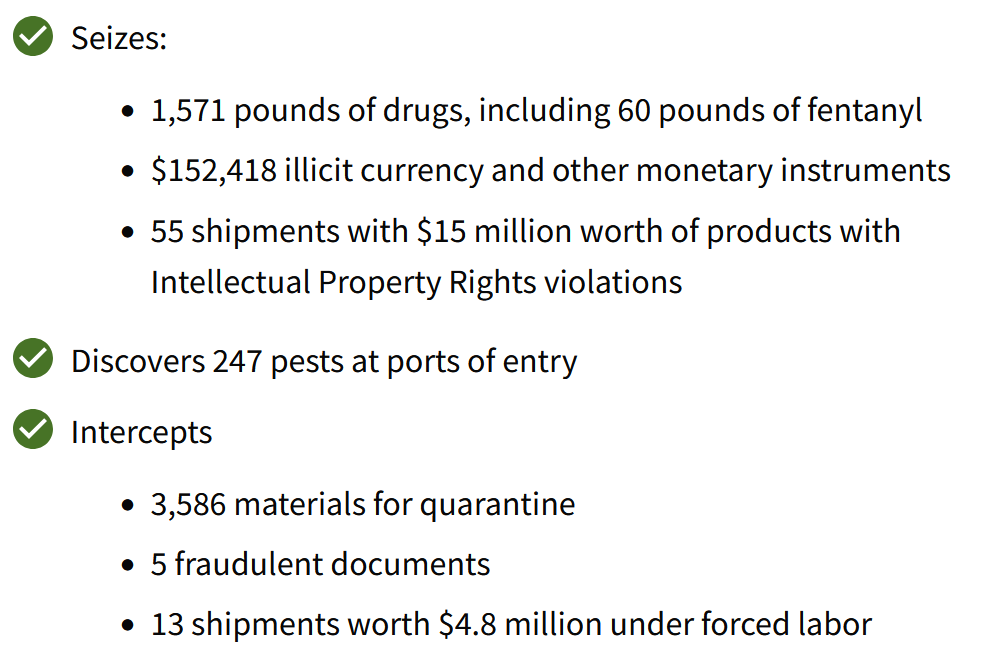 Seizes:
• 1,571 pounds of drugs, including 60 pounds of fentanyl
• $152,418 illicit currency and other monetary instruments
• 55 shipments with $15 million worth of products with
Intellectual Property Rights violations
Discovers 247 pests at ports of entry
Intercepts
• 3,586 materials for quarantine
• 5 fraudulent documents
• 13 shipments worth $4.8 million under forced labor